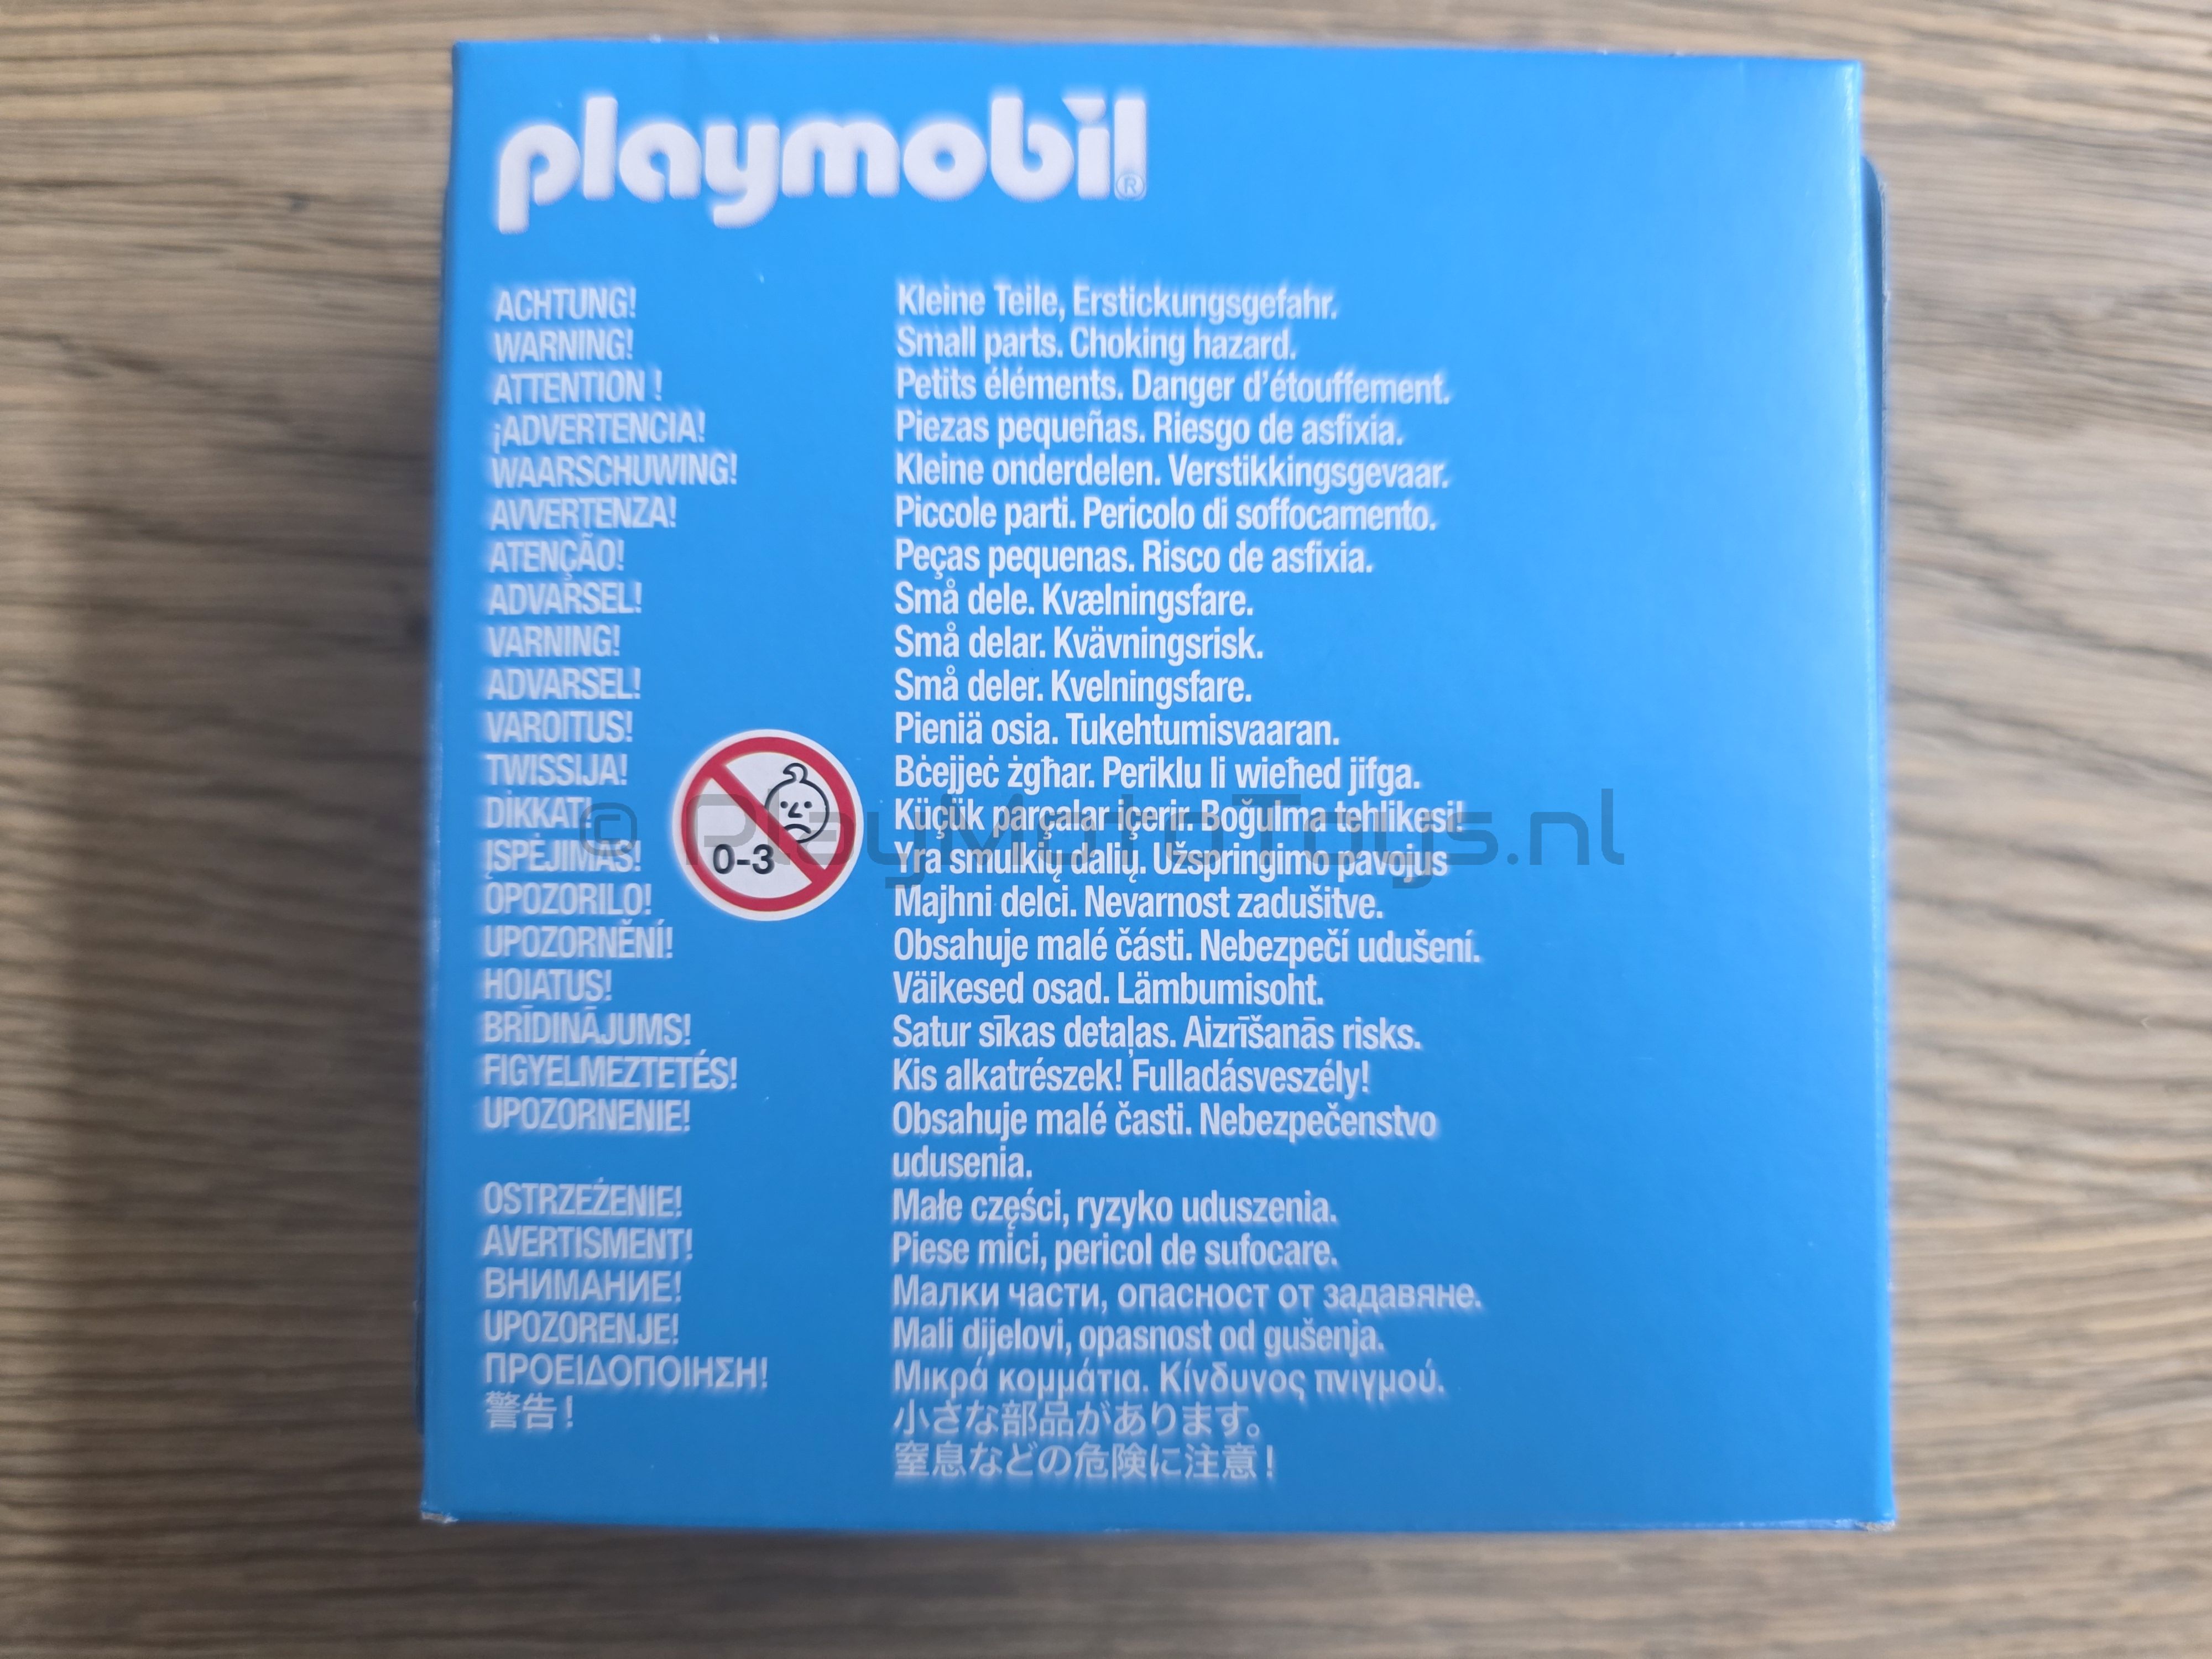 playmobil®
ACHTUNG! Kleine Teile, Erstickungsgefahr.
WARNING! Small parts. Choking hazard.
ATTENTION ! Petits éléments. Danger d'étouffement.
¡ADVERTENCIA! Piezas pequeñas. Riesgo de asfixia.
WAARSCHUWING! Kleine onderdelen. Verstikkingsgevaar.
AVVERTENZA! Piccole parti. Pericolo di soffocamento.
ATENÇÃO! Peças pequenas. Risco de asfixia.
ADVARSEL! Små dele. Kvælningsfare.
VARNING! Små delar. Kvävningsrisk.
ADVARSEL! Små deler. Kvelningsfare.
VAROITUS! Pieniä osia. Tukehtumisvaaran.
TWISSIJA! Bċejjeċ żgħar. Periklu li wieħed jifga.
DİKKAT! Küçük parçalar içerir. Boğulma tehlikesi!
© PlayMotoToys.nl
ĮSPĖJIMAS! 0-3 Yra smulkių dalių. Užspringimo pavojus
OPOZORILO! Majhni delci. Nevarnost zadušitve.
UPOZORNĚNÍ! Obsahuje malé části. Nebezpečí udušení.
HOIATUS! Väikesed osad. Lämbumisoht.
BRĪDINĀJUMS! Satur sīkas detaļas. Aizrīšanās risks.
FIGYELMEZTETÉS! Kis alkatrészek! Fulladásveszély!
UPOZORNENIE! Obsahuje malé časti. Nebezpečenstvo
udusenia.
OSTRZEŹENIE! Małe części, ryzyko uduszenia.
AVERTISMENT! Piese mici, pericol de sufocare.
ВНИМАНИЕ! Малки части, опасност от задавяне.
UPOZORENJE! Mali dijelovi, opasnost od gušenja.
ΠΡΟΕΙΔΟΠΟΙΗΣΗ! Μικρά κομμάτια. Κίνδυνος πνιγμού.
警告! 小さな部品があります。
窒息などの危険に注意!